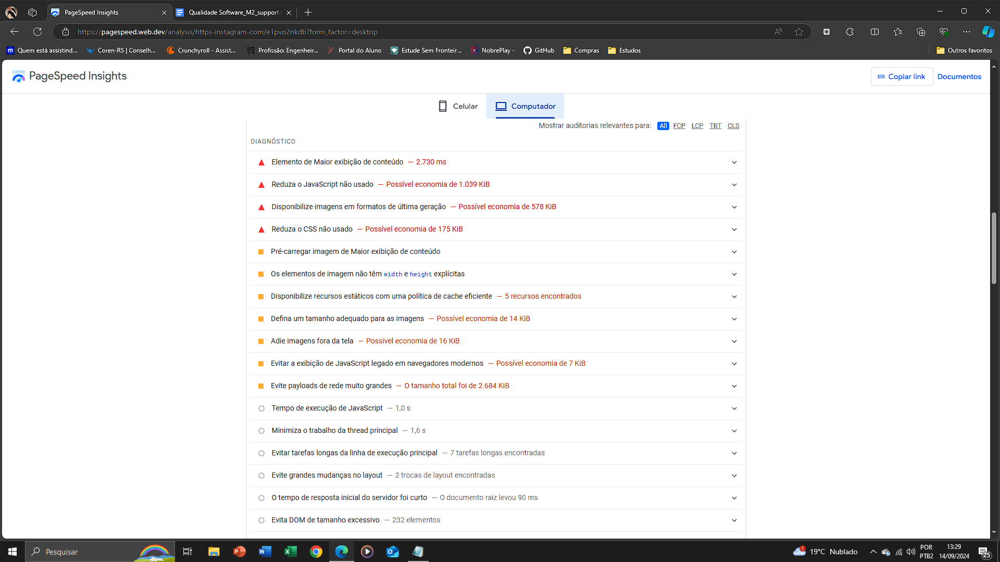 PageSpeed Insights
Qualidade Software_M2_support
https://pagespeed.web.dev/analysis/https-instagram-com/e1pvo2nkdb?form_factor=desktop
Quem está assistind... Coren-RS | Conselh... Crunchyroll - Assist... Profissão: Engenheir... Portal do Aluno Estude Sem Fronteir... NobrePlay - GitHub Compras Estudos Outros favoritos
PageSpeed Insights
Copiar link Documentos
Celular Computador
Mostrar auditorias relevantes para: All FCP LCP TBT CLS
DIAGNÓSTICO
Elemento de Maior exibição de conteúdo — 2.730 ms
Reduza o JavaScript não usado — Possível economia de 1.039 KiB
Disponibilize imagens em formatos de última geração — Possível economia de 578 KiB
Reduza o CSS não usado — Possível economia de 175 KiB
Pré-carregar imagem de Maior exibição de conteúdo
Os elementos de imagem não têm width e height explícitas
Disponibilize recursos estáticos com uma política de cache eficiente — 5 recursos encontrados
Defina um tamanho adequado para as imagens — Possível economia de 14 KiB
Adie imagens fora da tela — Possível economia de 16 KiB
Evitar a exibição de JavaScript legado em navegadores modernos — Possível economia de 7 KiB
Evite payloads de rede muito grandes — O tamanho total foi de 2.684 KiB
Tempo de execução de JavaScript — 1,0 s
Minimiza o trabalho da thread principal — 1,6 s
Evitar tarefas longas da linha de execução principal — 7 tarefas longas encontradas
Evite grandes mudanças no layout — 2 trocas de layout encontradas
O tempo de resposta inicial do servidor foi curto — O documento raiz levou 90 ms
Evita DOM de tamanho excessivo — 232 elementos
Pesquisar
1
19°C Nublado
POR
PTB2
13:29
14/09/2024
25